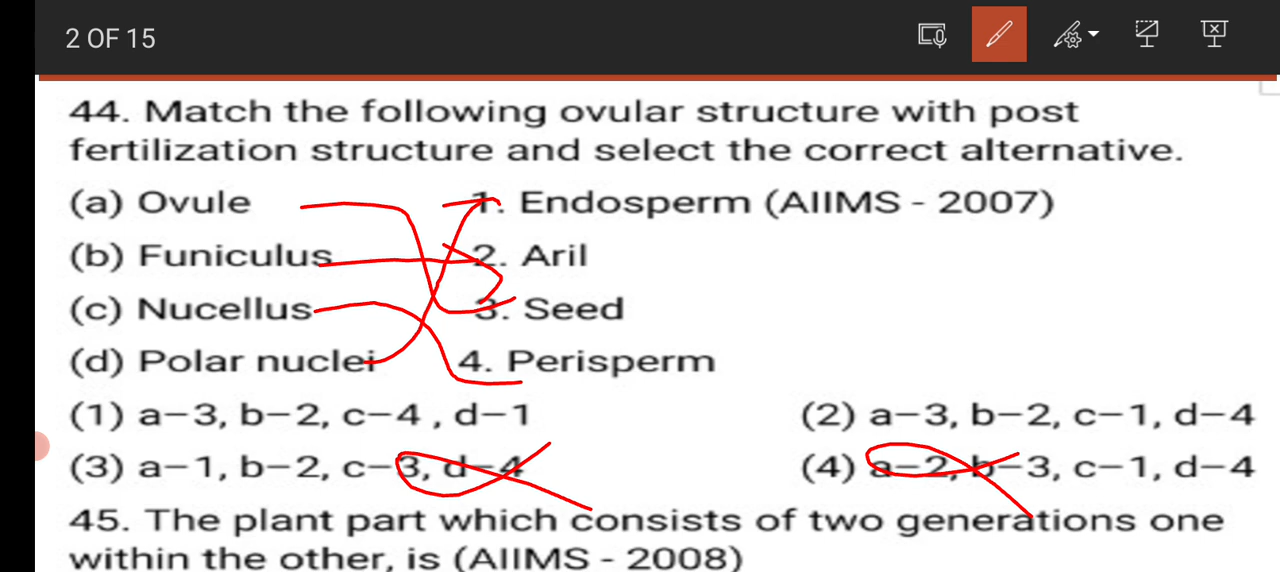 2 OF 15
44. Match the following ovular structure with post
fertilization structure and select the correct alternative.
(a) Ovule 1. Endosperm (AIIMS - 2007)
(b) Funiculus 2. Aril
(c) Nucellus 3. Seed
(d) Polar nuclei 4. Perisperm
(1) a-3, b-2, c-4 , d-1 (2) a-3, b-2, c-1, d-4
(3) a-1, b-2, c-3, d-4 (4) a-2, b-3, c-1, d-4
45. The plant part which consists of two generations one
within the other, is (AIIMS - 2008)